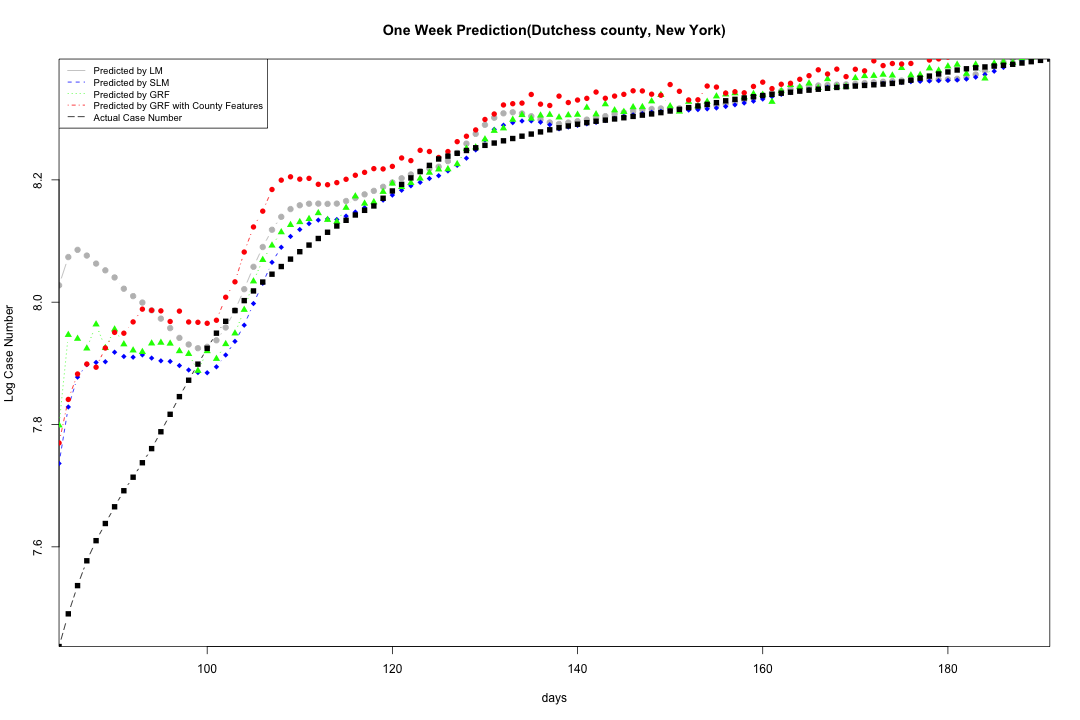 One Week Prediction(Dutchess county, New York)
Predicted by LM
Predicted by SLM
Predicted by GRF
Predicted by GRF with County Features
Actual Case Number
8.2
8.0
7.8
7.6
Log Case Number
100 120 140 160 180
days